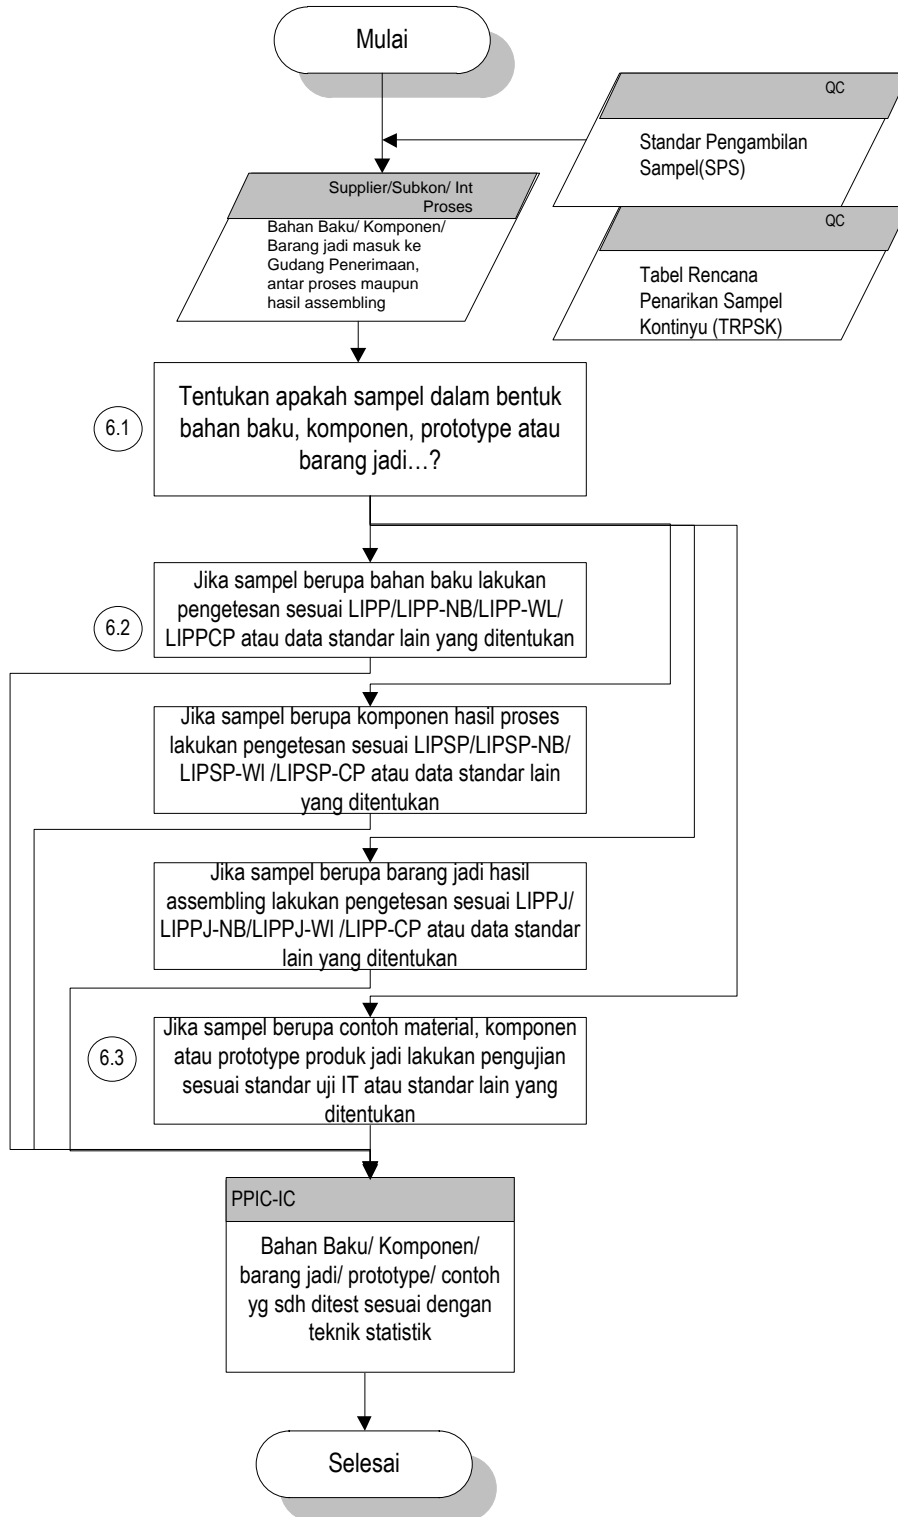 Mulai
QC
Standar Pengambilan
Sampel(SPS)
Supplier/Subkon/ Int
Proses
Bahan Baku/ Komponen/
Barang jadi masuk ke
Gudang Penerimaan,
antar proses maupun
hasil assembling
QC
Tabel Rencana
Penarikan Sampel
Kontinyu (TRPSK)
6.1
Tentukan apakah sampel dalam bentuk
bahan baku, komponen, prototype atau
barang jadi…?
6.2
Jika sampel berupa bahan baku lakukan
pengetesan sesuai LIPP/LIPP-NB/LIPP-WL/
LIPPCP atau data standar lain yang ditentukan
Jika sampel berupa komponen hasil proses
lakukan pengetesan sesuai LIPSP/LIPSP-NB/
LIPSP-WI /LIPSP-CP atau data standar lain
yang ditentukan
Jika sampel berupa barang jadi hasil
assembling lakukan pengetesan sesuai LIPPJ/
LIPPJ-NB/LIPPJ-WI /LIPP-CP atau data standar
lain yang ditentukan
6.3
Jika sampel berupa contoh material, komponen
atau prototype produk jadi lakukan pengujian
sesuai standar uji IT atau standar lain yang
ditentukan
PPIC-IC
Bahan Baku/ Komponen/
barang jadi/ prototype/ contoh
yg sdh ditest sesuai dengan
teknik statistik
Selesai